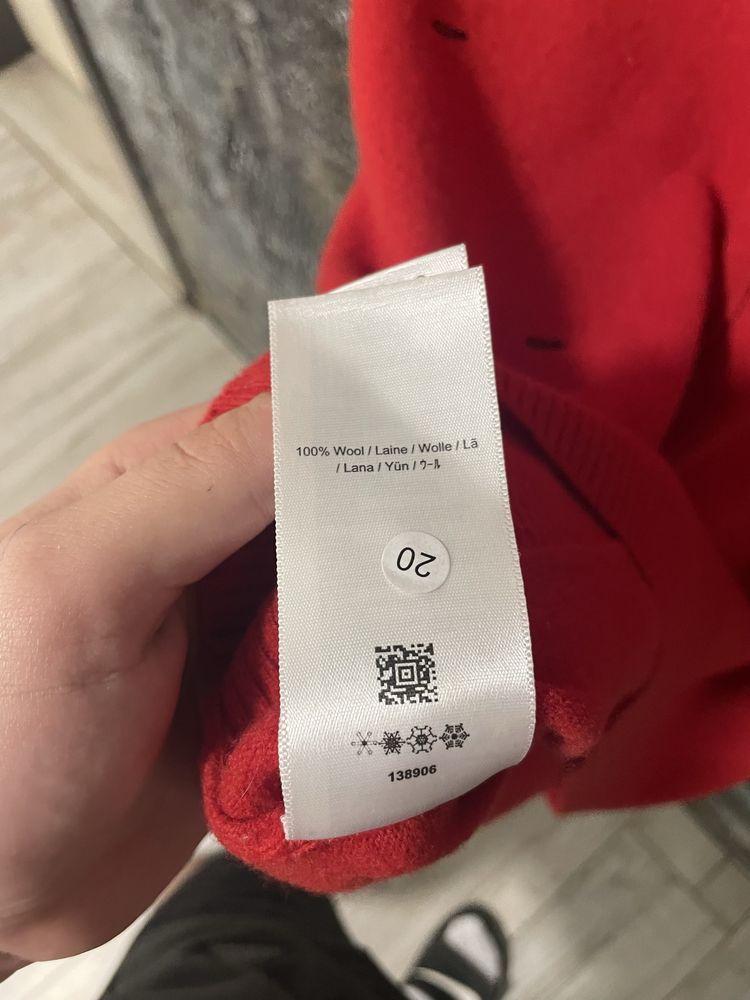 100% Wool / Laine / Wolle / Lã
/ Lana / Yün / ウール
20
138906